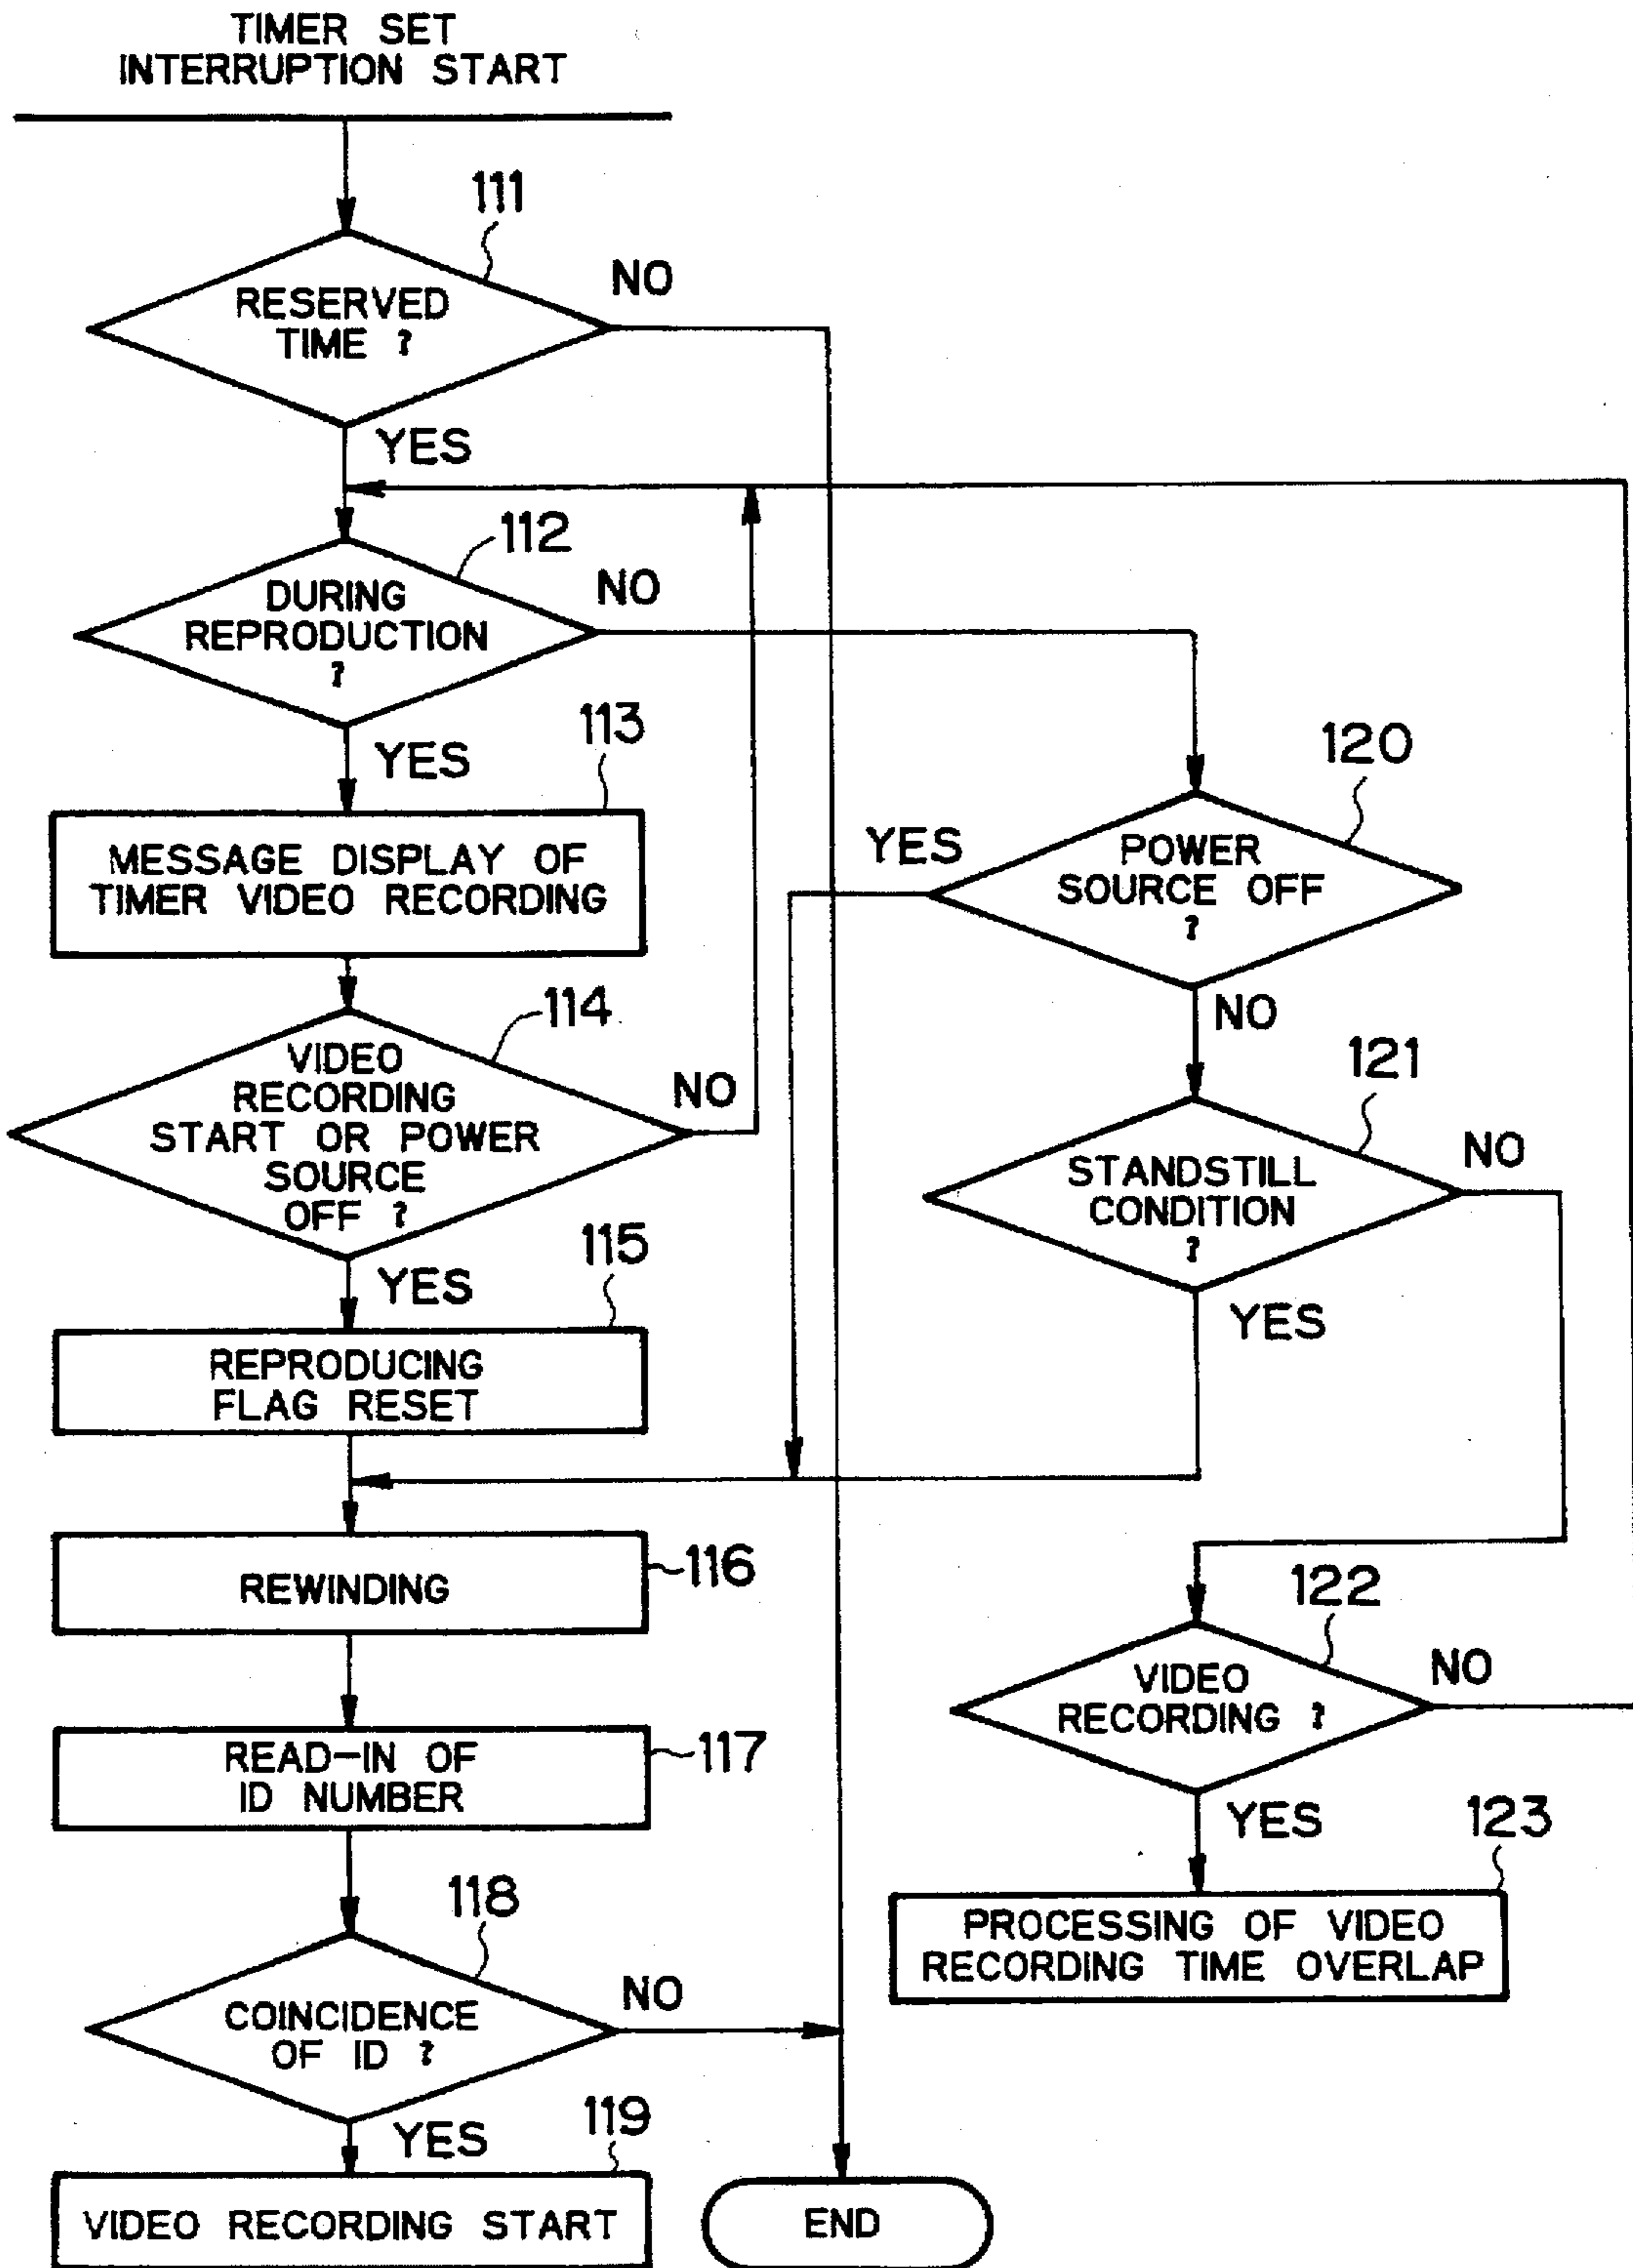 TIMER SET
INTERRUPTION START
111
RESERVED
TIME ?
NO
YES
112
DURING
REPRODUCTION
?
NO
YES
113
MESSAGE DISPLAY OF
TIMER VIDEO RECORDING
114
VIDEO
RECORDING
START OR POWER
SOURCE
OFF ?
NO
YES
115
REPRODUCING
FLAG RESET
REWINDING
116
READ-IN OF
ID NUMBER
117
118
COINCIDENCE
OF ID ?
NO
YES
119
VIDEO RECORDING START
END
120
POWER
SOURCE OFF
?
YES
NO
121
STANDSTILL
CONDITION
?
NO
YES
122
VIDEO
RECORDING ?
NO
YES
123
PROCESSING OF VIDEO
RECORDING TIME OVERLAP